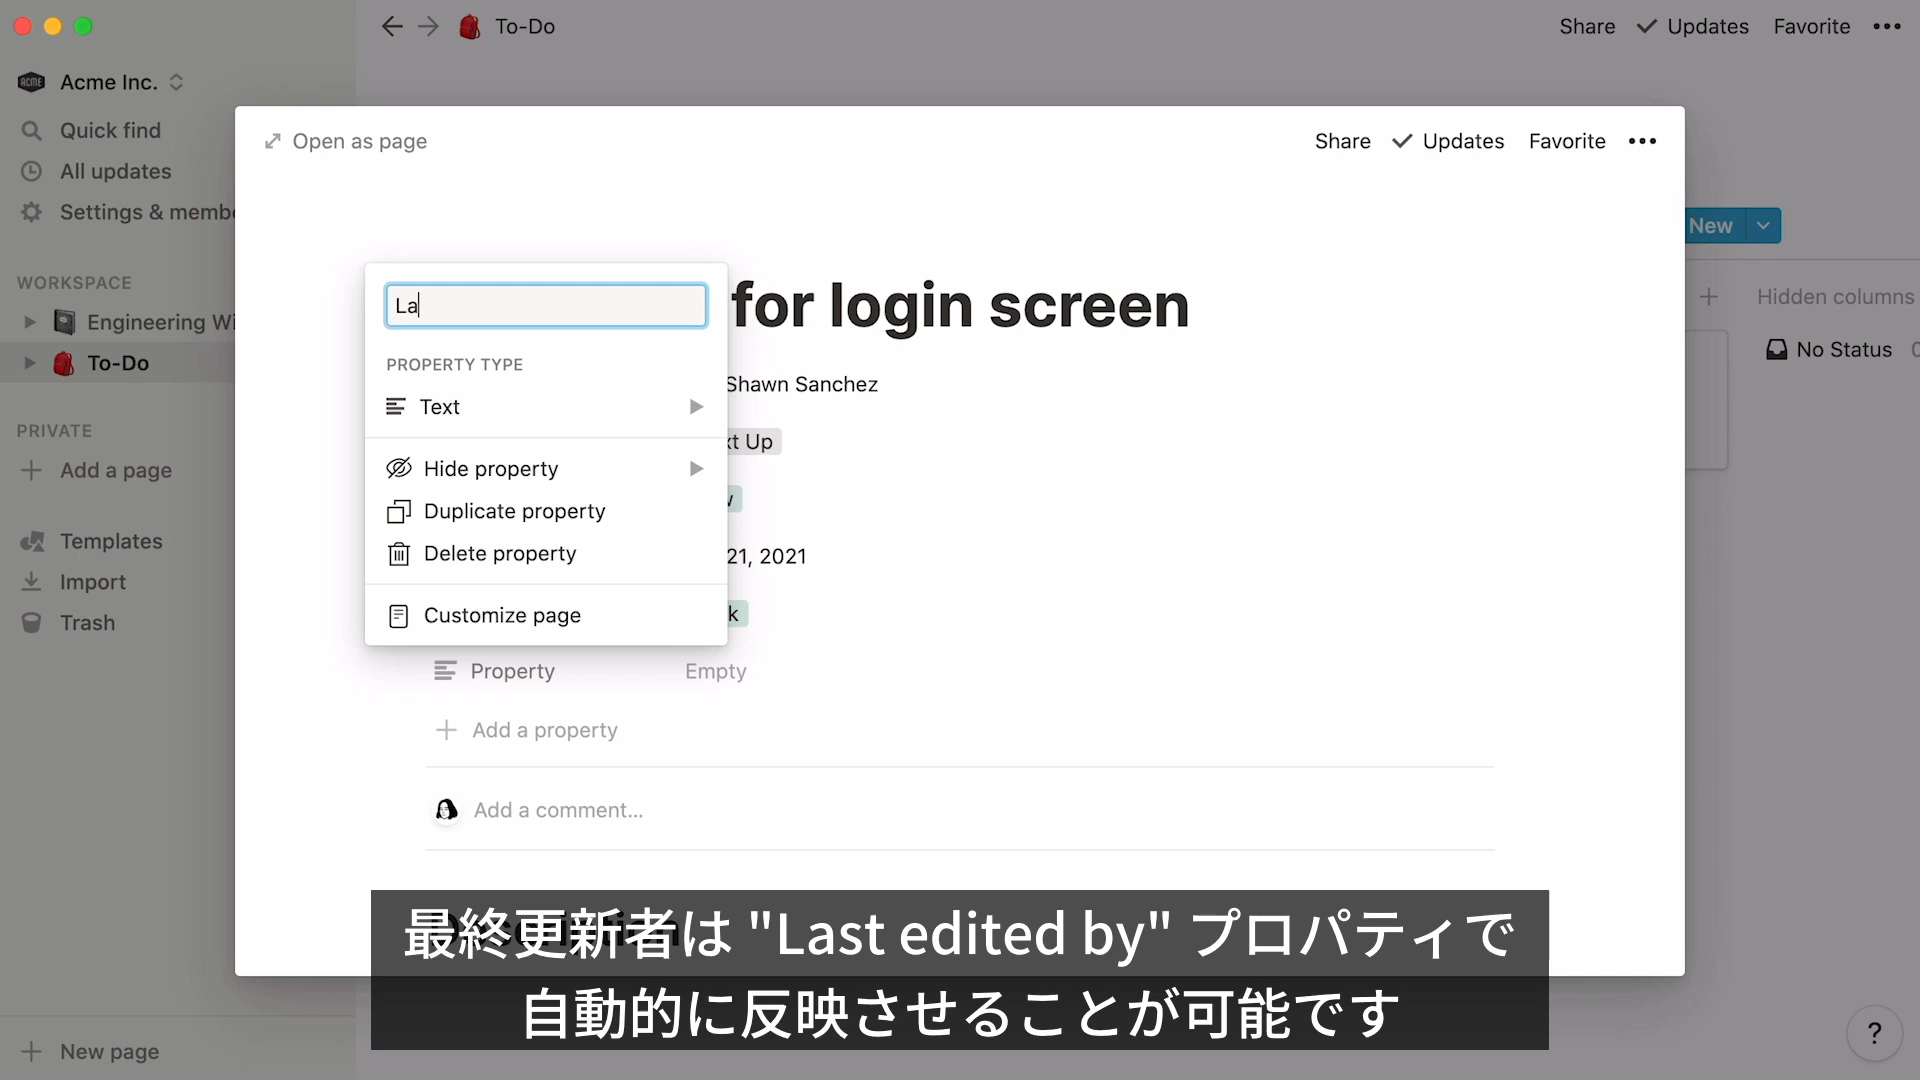 To-Do
Share
Updates
Favorite
ACME
Acme Inc.
Quick find
All updates
Settings & membe
WORKSPACE
Engineering Wi
To-Do
PRIVATE
Add a page
Templates
Import
Trash
New page
Open as page
Share
Updates
Favorite
La
for login screen
PROPERTY TYPE
Text
Hide property
Duplicate property
Delete property
Customize page
Shawn Sanchez
xt Up
w
21, 2021
k
Property
Empty
Add a property
Add a comment...
New
Hidden columns
No Status
最終更新者は "Last edited by" プロパティで
自動的に反映させることが可能です
?